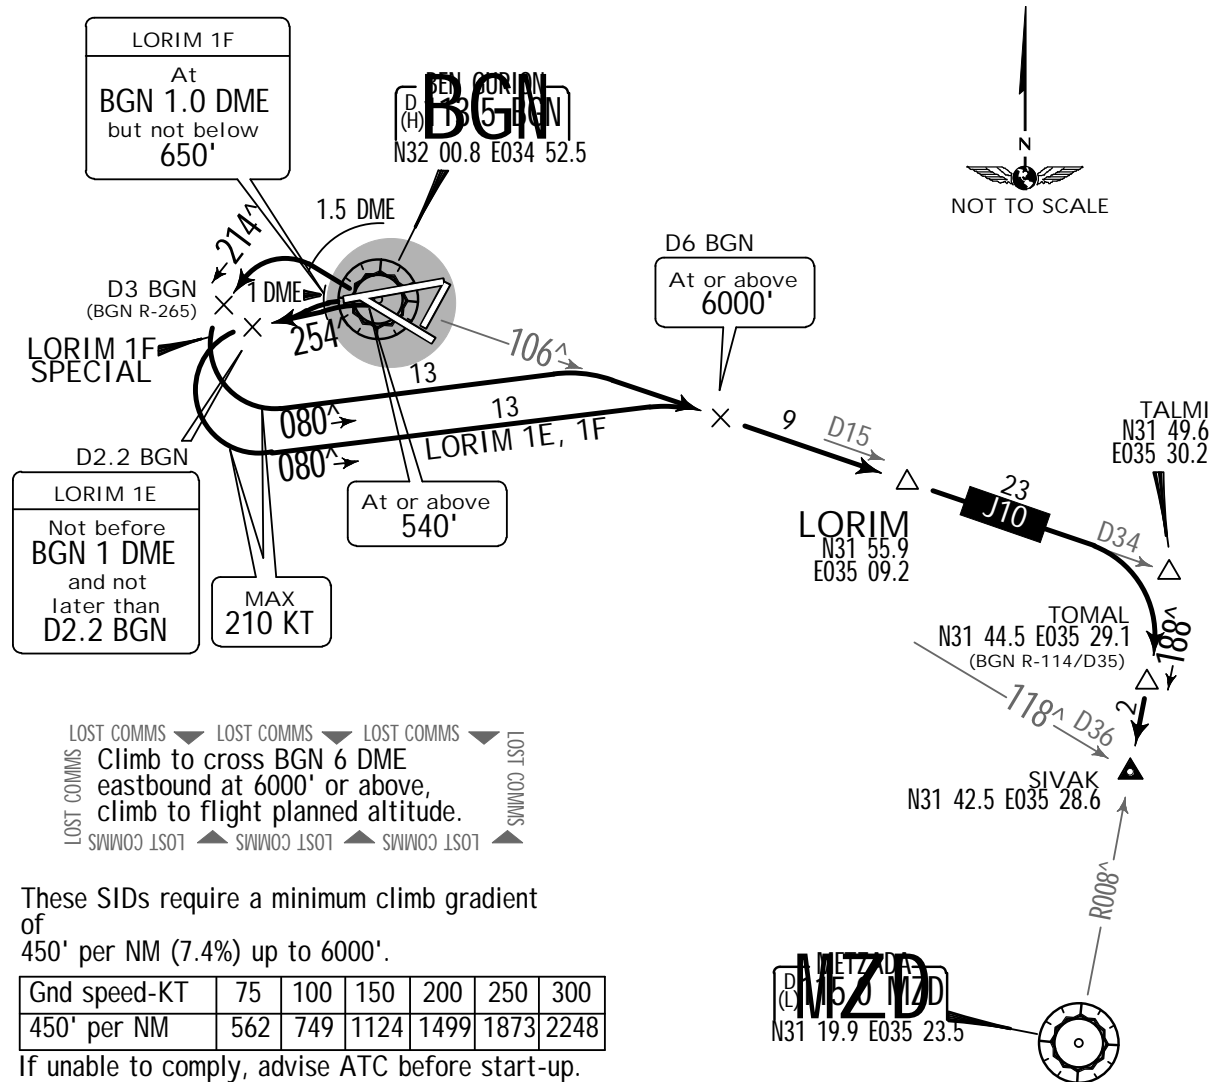 LORIM 1F
At
BGN 1.0 DME
but not below
650'
BEN GURION
D
(H)
113.5 BGN
BGN
N32 00.8 E034 52.5
N
NOT TO SCALE
1.5 DME
214^
D6 BGN
At or above
6000'
D3 BGN
(BGN R-265)
1 DME
254^
LORIM 1F
SPECIAL
106^
13
080^
13
LORIM 1E, 1F
080^
9
D15
TALMI
N31 49.6
E035 30.2
D2.2 BGN
LORIM 1E
Not before
BGN 1 DME
and not
later than
D2.2 BGN
At or above
540'
MAX
210 KT
LORIM
N31 55.9
E035 09.2
23
J10
D34
TOMAL
N31 44.5 E035 29.1
(BGN R-114/D35)
188^
118^
D36
2
SIVAK
N31 42.5 E035 28.6
LOST COMMS LOST COMMS LOST COMMS
LOST COMMS
LOST COMMS
Climb to cross BGN 6 DME
eastbound at 6000' or above,
climb to flight planned altitude.
LOST COMMS LOST COMMS LOST COMMS
R008^
These SIDs require a minimum climb gradient
of
450' per NM (7.4%) up to 6000'.
Gnd speed-KT 75 100 150 200 250 300
450' per NM 562 749 1124 1499 1873 2248
If unable to comply, advise ATC before start-up.
METZADA
D
(L)
115.0 MZD
MZD
N31 19.9 E035 23.5